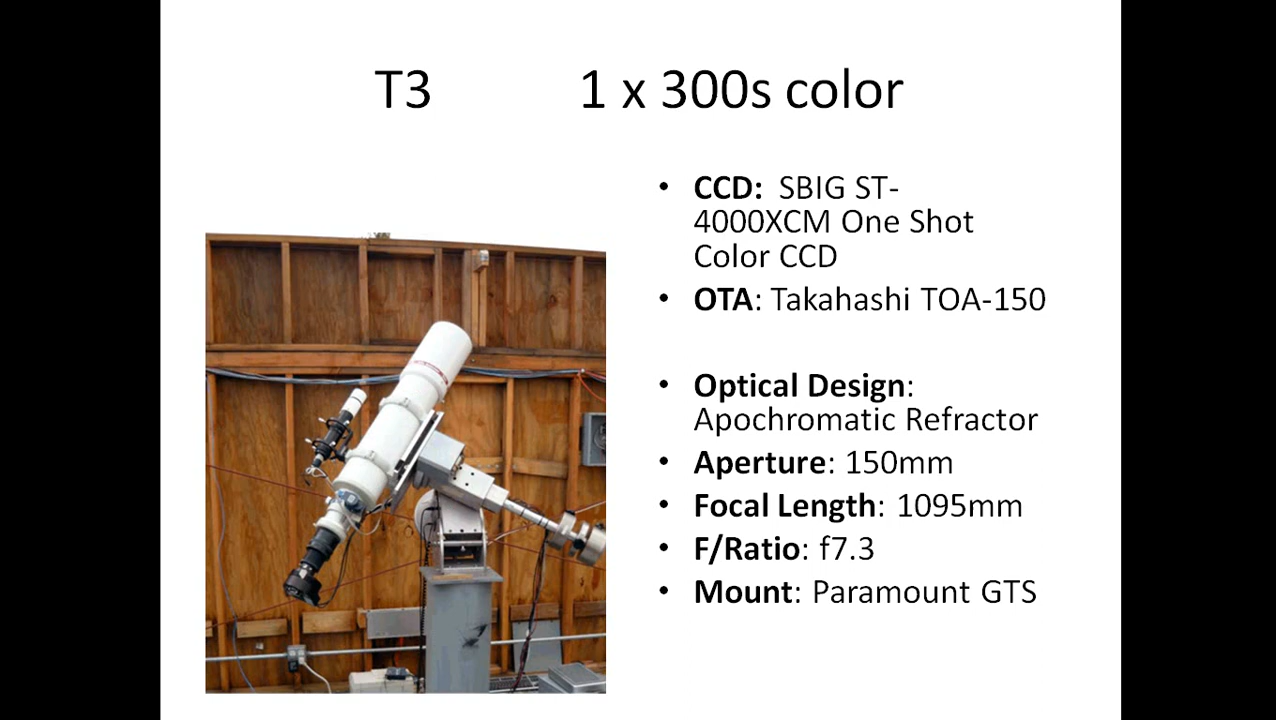 T3 1 x 300s color
• CCD: SBIG ST-
4000XCM One Shot
Color CCD
• OTA: Takahashi TOA-150
• Optical Design:
Apochromatic Refractor
• Aperture: 150mm
• Focal Length: 1095mm
• F/Ratio: f7.3
• Mount: Paramount GTS